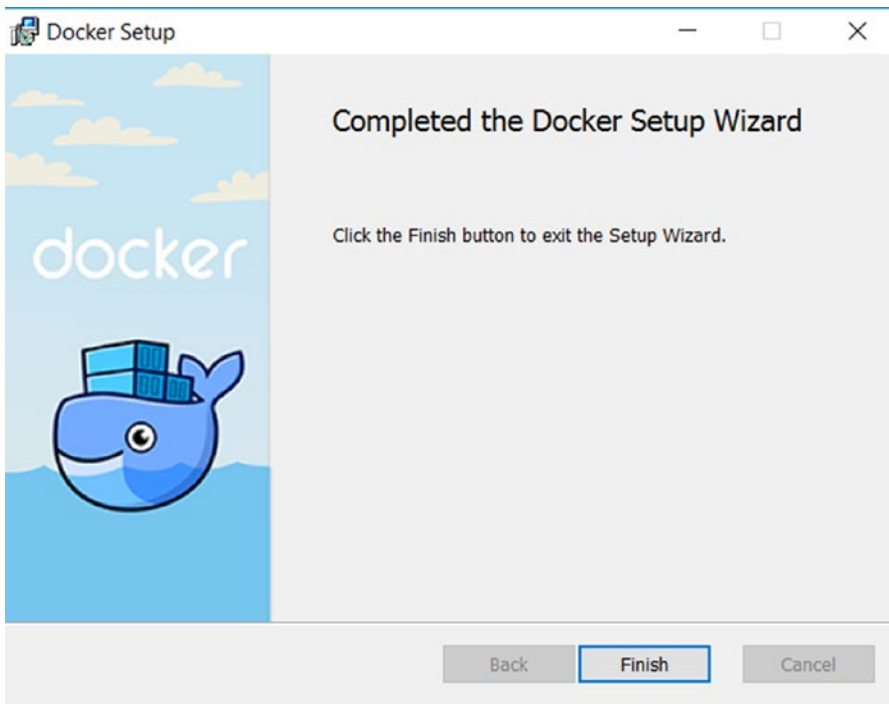 Docker Setup
Completed the Docker Setup Wizard
Click the Finish button to exit the Setup Wizard.
docker
Back Finish Cancel